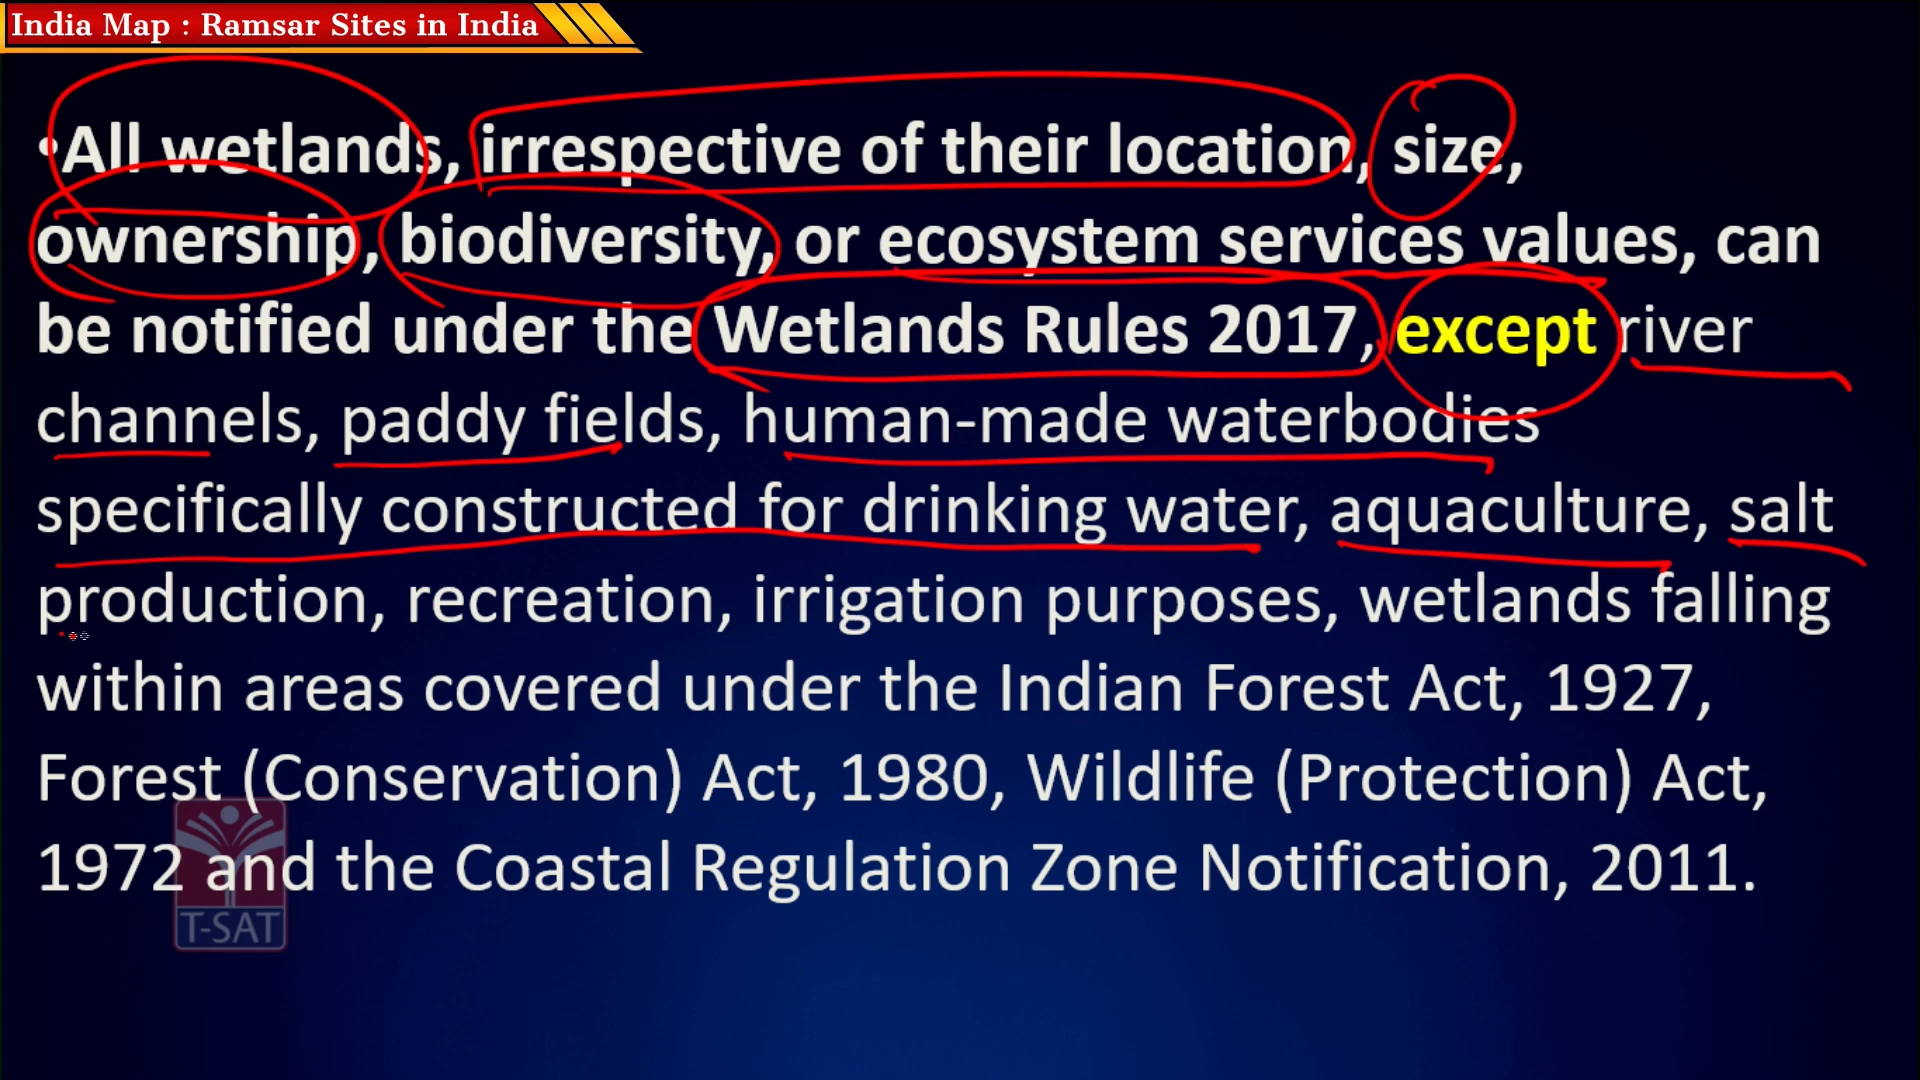 India Map : Ramsar Sites in India
•All wetlands, irrespective of their location, size,
ownership, biodiversity, or ecosystem services values, can
be notified under the Wetlands Rules 2017, except river
channels, paddy fields, human-made waterbodies
specifically constructed for drinking water, aquaculture, salt
production, recreation, irrigation purposes, wetlands falling
within areas covered under the Indian Forest Act, 1927,
Forest (Conservation) Act, 1980, Wildlife (Protection) Act,
1972 and the Coastal Regulation Zone Notification, 2011.
T-SAT